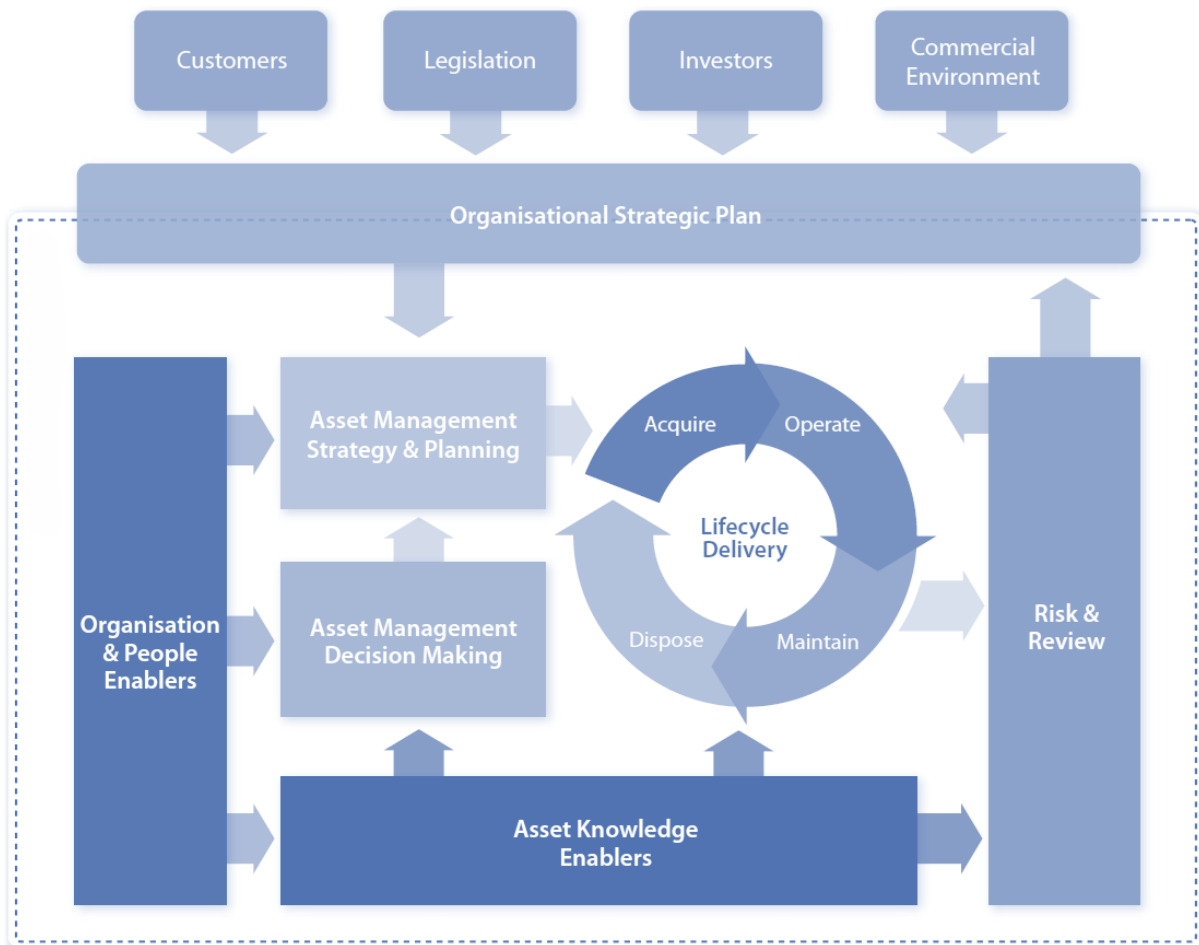 Customers
Legislation
Investors
Commercial
Environment
Organisational Strategic Plan
Asset Management
Strategy & Planning
Acquire
Operate
Lifecycle
Delivery
Organisation
& People
Enablers
Asset Management
Decision Making
Dispose
Maintain
Risk &
Review
Asset Knowledge
Enablers